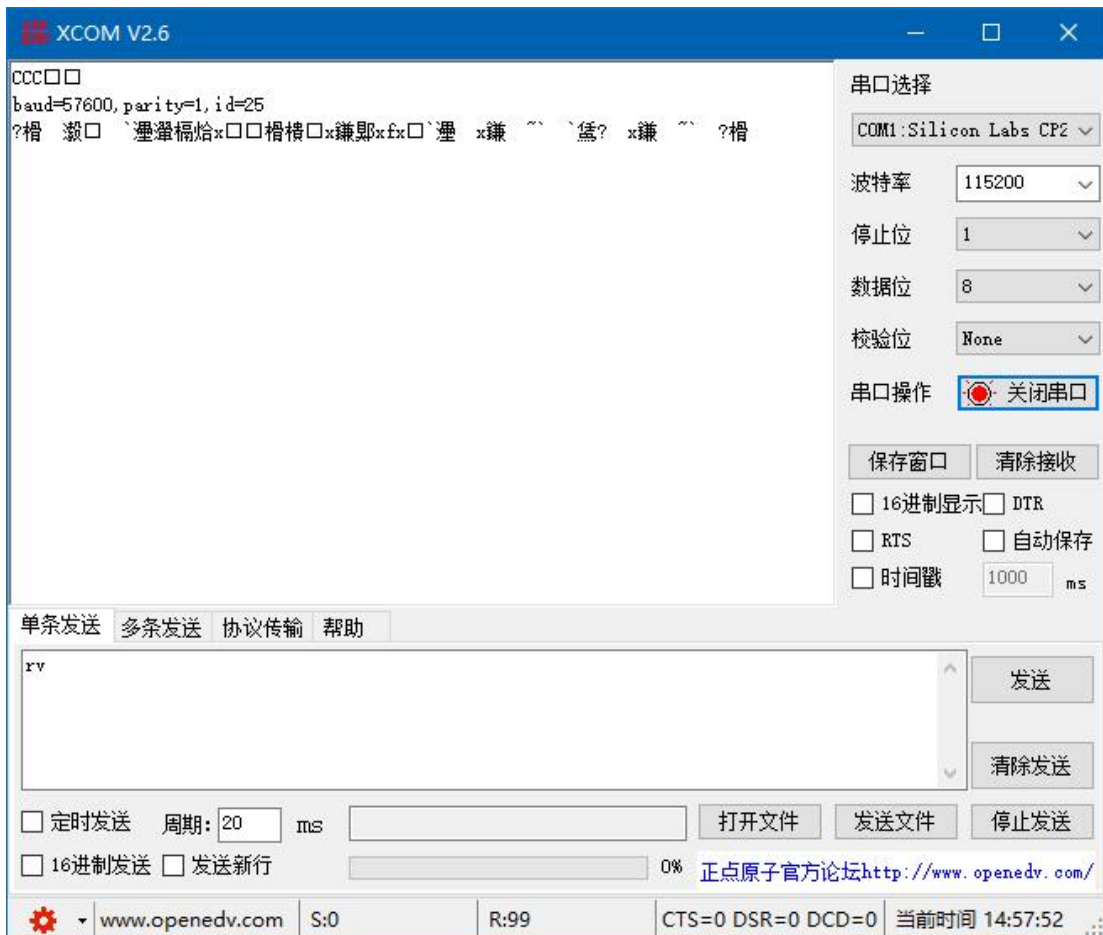 XCOM V2.6
CCC□□
baud=57600,parity=1,id=25
串口选择
COM1:Silicon Labs CP2
波特率 115200
停止位 1
数据位 8
校验位 None
串口操作 关闭串口
保存窗口 清除接收
16进制显示 DTR
RTS 自动保存
时间戳 1000 ms
单条发送 多条发送 协议传输 帮助
rv
发送
清除发送
定时发送 周期: 20 ms 打开文件 发送文件 停止发送
16进制发送 发送新行 0% 正点原子官方论坛http://www.openedv.com/
www.openedv.com S:0 R:99 CTS=0 DSR=0 DCD=0 当前时间 14:57:52